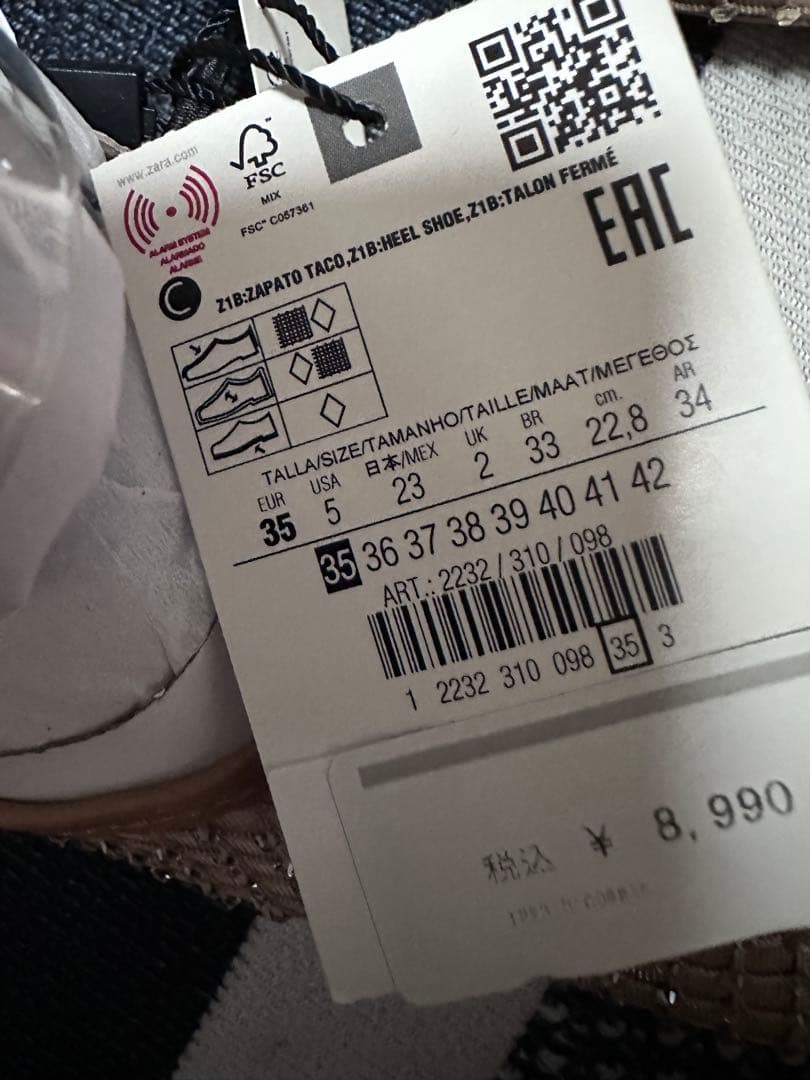 www.zara.com
FSC™
MIX
FSC® C057361
ALARM SYSTEM
ALARMADO
ALARME
EAC
C
Z1B:ZAPATO TACO,Z1B:HEEL SHOE,Z1B:TALON FERMÉ
TALLA/SIZE/TAMANHO/TAILLE/MAAT/ΜΕΓΕΘΟΣ
EUR USA 日本/MEX UK BR cm. AR
35 5 23 2 33 22,8 34
35 36 37 38 39 40 41 42
ART.: 2232 / 310 / 098
1 2232 310 098 35 3
税込 ¥ 8,990